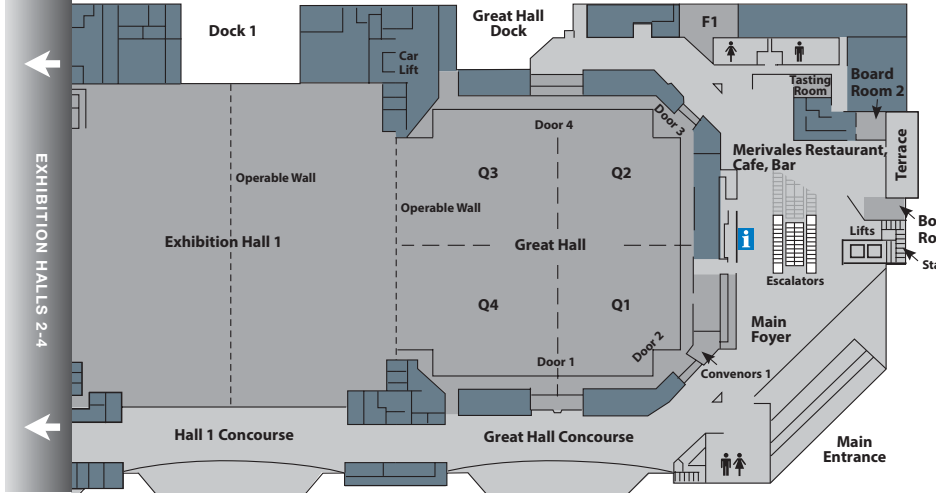 Dock 1
Great Hall
Dock
F1
Car
Lift
Tasting
Room
Board
Room 2
Door 4
Door 3
Merivales Restaurant,
Cafe, Bar
Terrace
EXHIBITION HALLS 2-4
Operable Wall
Q3
Q2
Operable Wall
Exhibition Hall 1
Great Hall
i
Lifts
Escalators
Q4
Q1
Main
Foyer
Door 1
Door 2
Convenors 1
Hall 1 Concourse
Great Hall Concourse
Main
Entrance